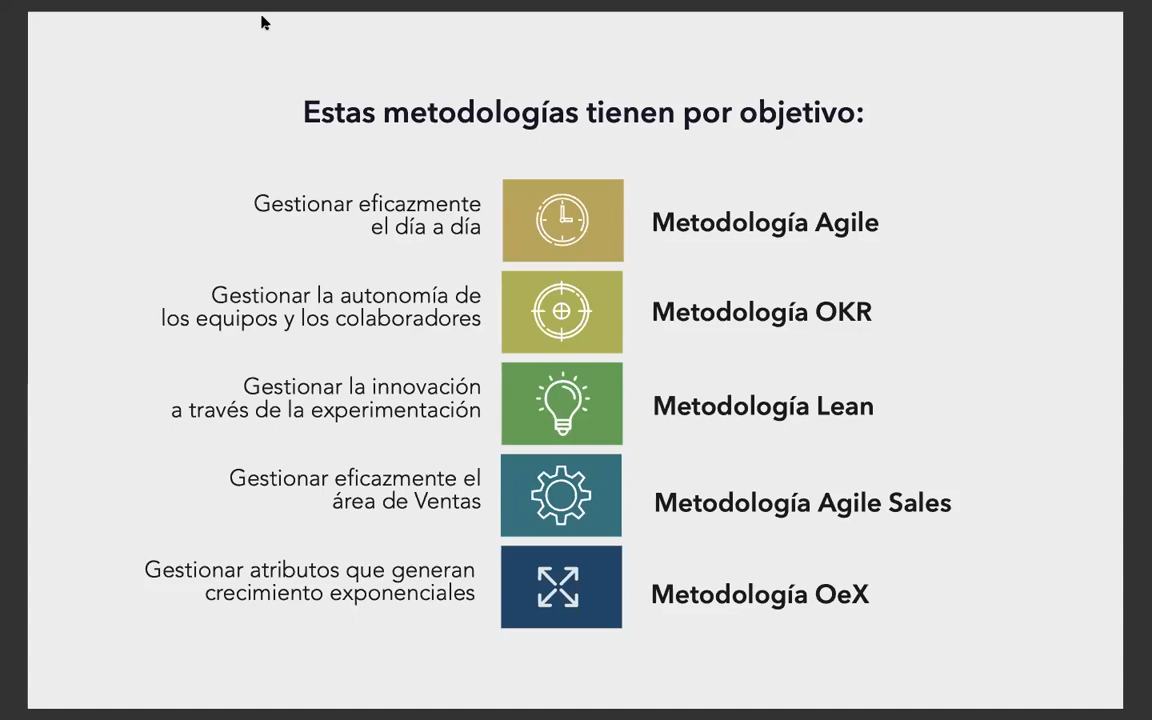 Estas metodologías tienen por objetivo:
Gestionar eficazmente
el día a día
Metodología Agile
Gestionar la autonomía de
los equipos y los colaboradores
Metodología OKR
Gestionar la innovación
a través de la experimentación
Metodología Lean
Gestionar eficazmente el
área de Ventas
Metodología Agile Sales
Gestionar atributos que generan
crecimiento exponenciales
Metodología OeX